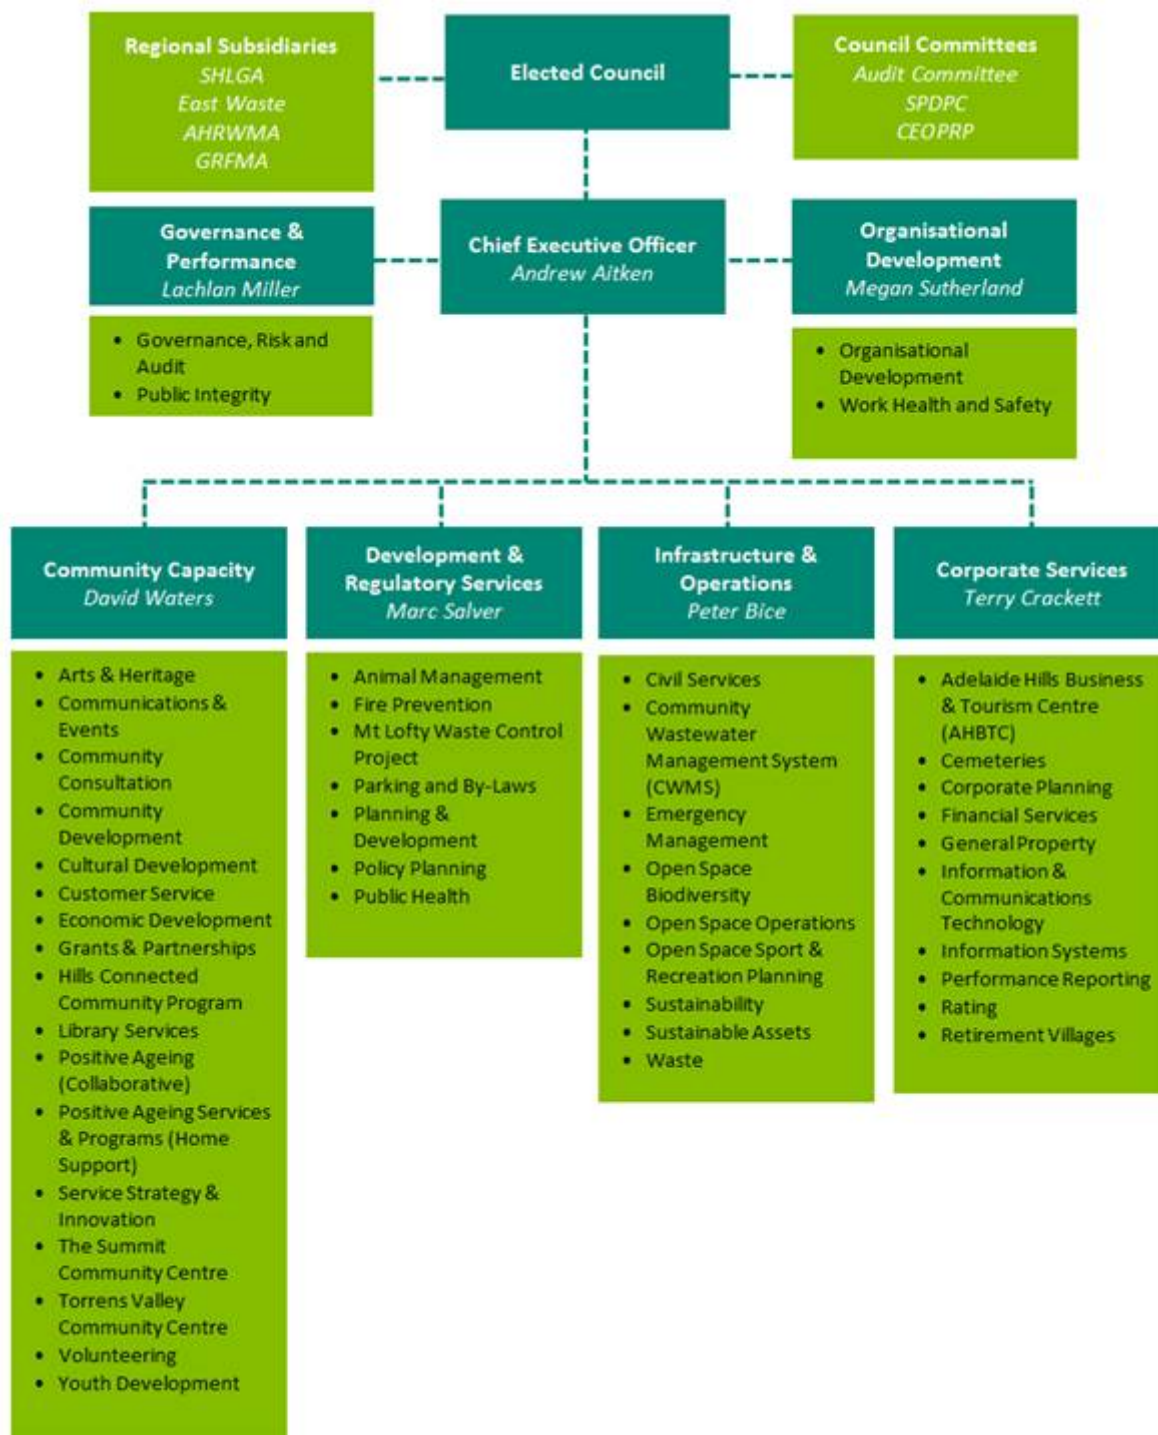 Regional Subsidiaries
SHLGA
East Waste
AHRWMA
GRFMA
Elected Council
Council Committees
Audit Committee
SPDPC
CEOPRP
Governance &
Performance
Lachlan Miller
Chief Executive Officer
Andrew Aitken
Organisational
Development
Megan Sutherland
• Governance, Risk and
Audit
• Public Integrity
• Organisational
Development
• Work Health and Safety
Community Capacity
David Waters
Development &
Regulatory Services
Marc Salver
Infrastructure &
Operations
Peter Bice
Corporate Services
Terry Crackett
• Arts & Heritage
• Communications &
Events
• Community
Consultation
• Community
Development
• Cultural Development
• Customer Service
• Economic Development
• Grants & Partnerships
• Hills Connected
Community Program
• Library Services
• Positive Ageing
(Collaborative)
• Positive Ageing Services
& Programs (Home
Support)
• Service Strategy &
Innovation
• The Summit
Community Centre
• Torrens Valley
Community Centre
• Volunteering
• Youth Development
• Animal Management
• Fire Prevention
• Mt Lofty Waste Control
Project
• Parking and By-Laws
• Planning &
Development
• Policy Planning
• Public Health
• Civil Services
• Community
Wastewater
Management System
(CWMS)
• Emergency
Management
• Open Space
Biodiversity
• Open Space Operations
• Open Space Sport &
Recreation Planning
• Sustainability
• Sustainable Assets
• Waste
• Adelaide Hills Business
& Tourism Centre
(AHBTC)
• Cemeteries
• Corporate Planning
• Financial Services
• General Property
• Information &
Communications
Technology
• Information Systems
• Performance Reporting
• Rating
• Retirement Villages